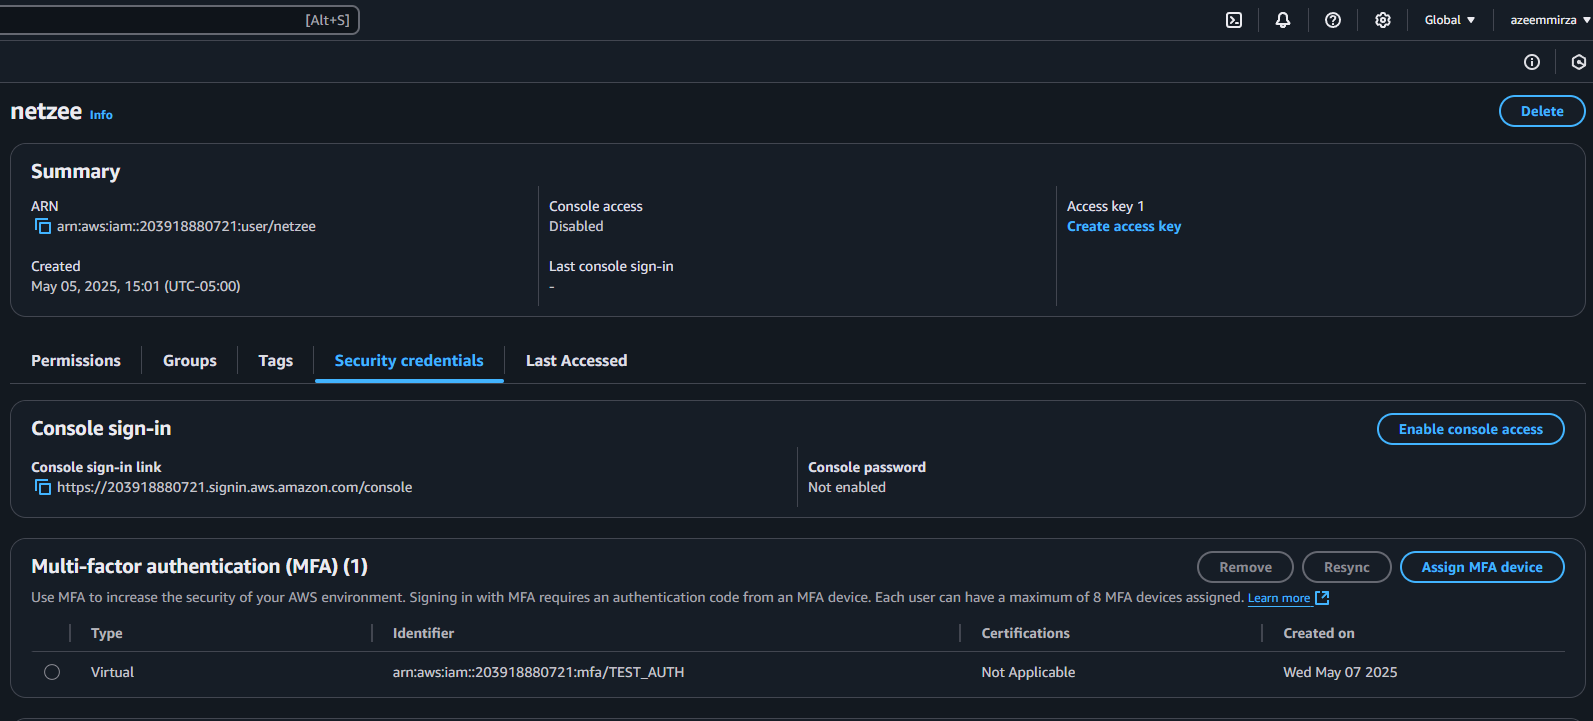 [Alt+S] Global azeemmirza
netzee Info Delete
Summary
ARN Console access Access key 1
arn:aws:iam::203918880721:user/netzee Disabled Create access key
Created Last console sign-in
May 05, 2025, 15:01 (UTC-05:00) -
Permissions Groups Tags Security credentials Last Accessed
Console sign-in Enable console access
Console sign-in link Console password
https://203918880721.signin.aws.amazon.com/console Not enabled
Multi-factor authentication (MFA) (1) Remove Resync Assign MFA device
Use MFA to increase the security of your AWS environment. Signing in with MFA requires an authentication code from an MFA device. Each user can have a maximum of 8 MFA devices assigned. Learn more
Type Identifier Certifications Created on
Virtual arn:aws:iam::203918880721:mfa/TEST_AUTH Not Applicable Wed May 07 2025